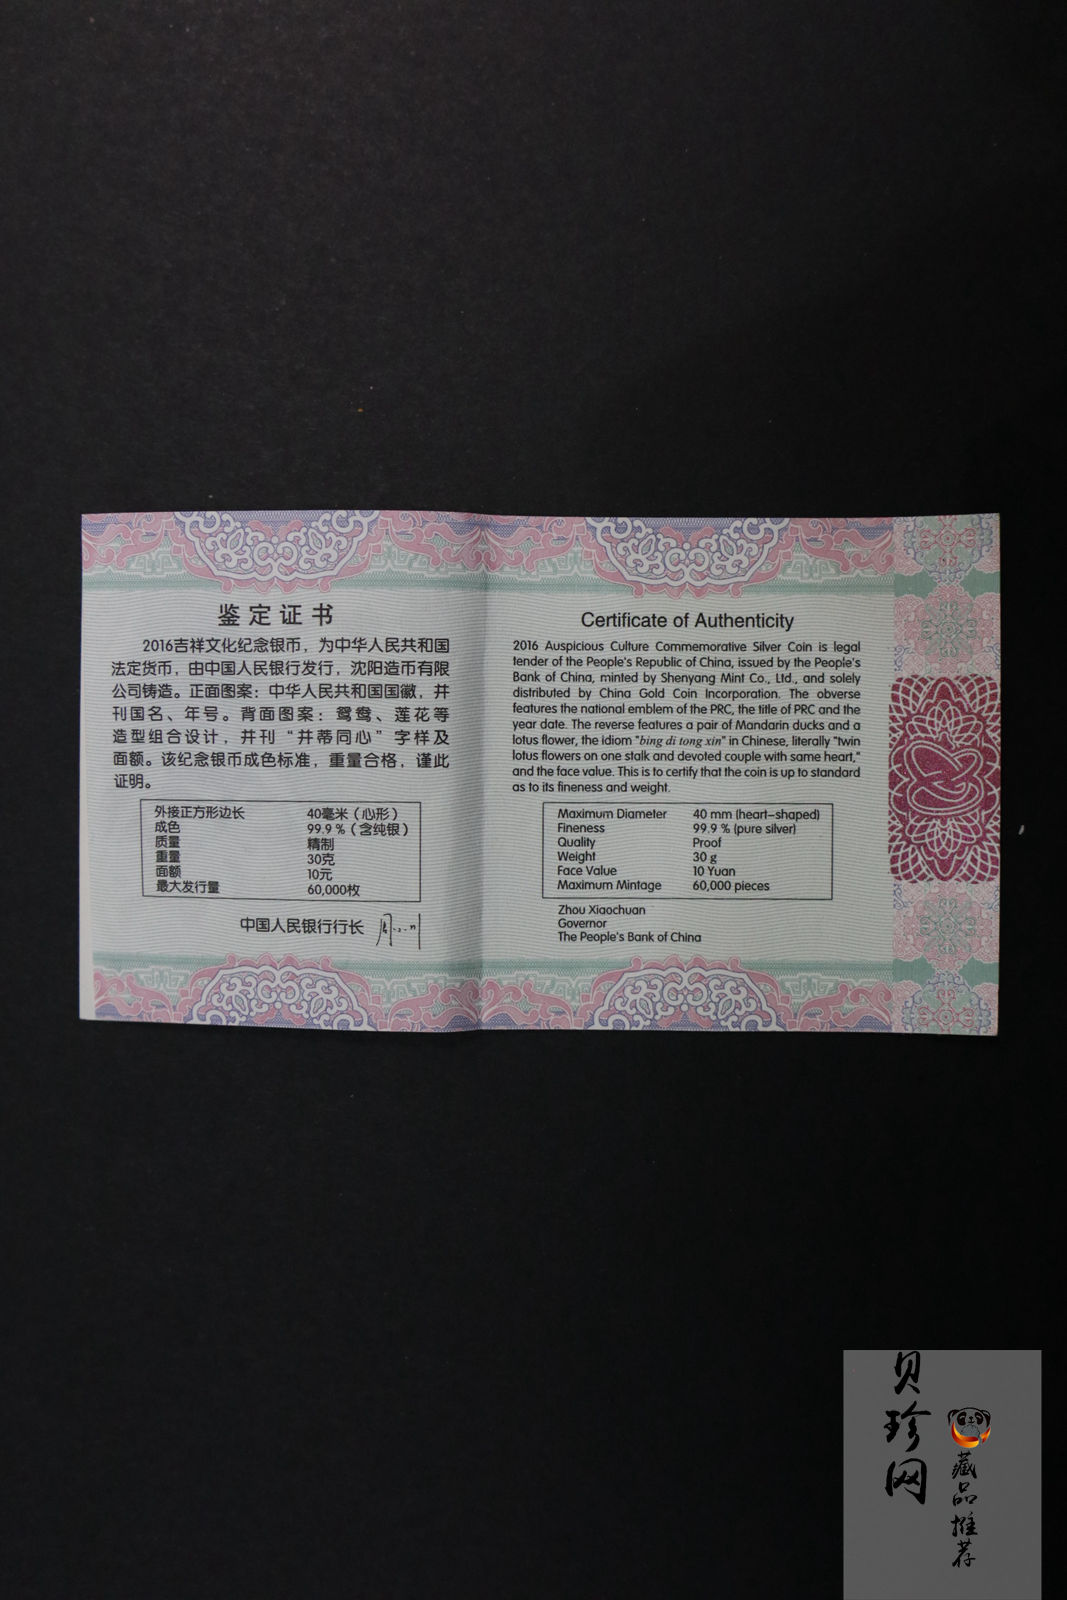 鉴定证书
2016吉祥文化纪念银币，为中华人民共和国
法定货币，由中国人民银行发行，沈阳造币有限
公司铸造。正面图案：中华人民共和国国徽，并
刊国名、年号。背面图案：鸳鸯、莲花等
造型组合设计，并刊“并蒂同心”字样及
面额。该纪念银币成色标准，重量合格，谨此
证明。
外接正方形边长 40毫米（心形）
成色 99.9 %（含纯银）
质量 精制
重量 30克
面额 10元
最大发行量 60,000枚
中国人民银行行长
Certificate of Authenticity
2016 Auspicious Culture Commemorative Silver Coin is legal
tender of the People's Republic of China, issued by the People's
Bank of China, minted by Shenyang Mint Co., Ltd., and solely
distributed by China Gold Coin Incorporation. The obverse
features the national emblem of the PRC, the title of PRC and the
year date. The reverse features a pair of Mandarin ducks and a
lotus flower, the idiom "bing di tong xin" in Chinese, literally "twin
lotus flowers on one stalk and devoted couple with same heart,"
and the face value. This is to certify that the coin is up to standard
as to its fineness and weight.
Maximum Diameter 40 mm (heart-shaped)
Fineness 99.9 % (pure silver)
Quality Proof
Weight 30 g
Face Value 10 Yuan
Maximum Mintage 60,000 pieces
Zhou Xiaochuan
Governor
The People's Bank of China
贝珍网
藏品推荐